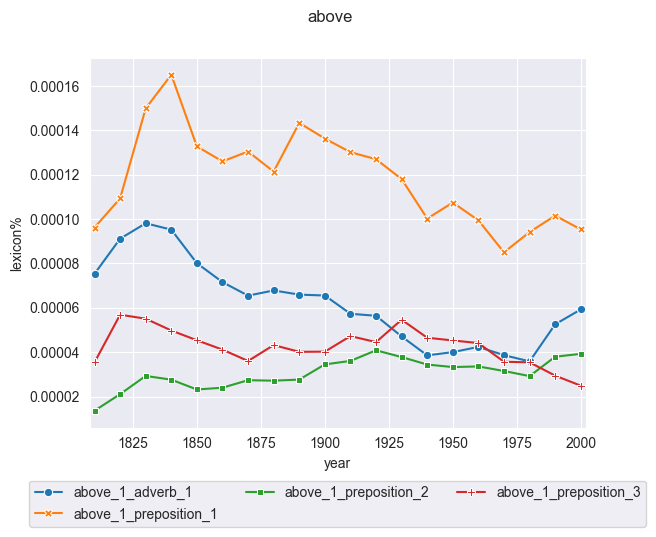 above
0.00016
0.00014
0.00012
0.00010
0.00008
0.00006
0.00004
0.00002
lexicon%
1825 1850 1875 1900 1925 1950 1975 2000
year
above_1_adverb_1 above_1_preposition_2 above_1_preposition_3
above_1_preposition_1